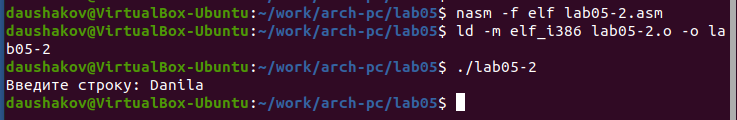 daushakov@VirtualBox-Ubuntu:~/work/arch-pc/lab05$ nasm -f elf lab05-2.asm
daushakov@VirtualBox-Ubuntu:~/work/arch-pc/lab05$ ld -m elf_i386 lab05-2.o -o la
b05-2
daushakov@VirtualBox-Ubuntu:~/work/arch-pc/lab05$ ./lab05-2
Введите строку: Danila
daushakov@VirtualBox-Ubuntu:~/work/arch-pc/lab05$